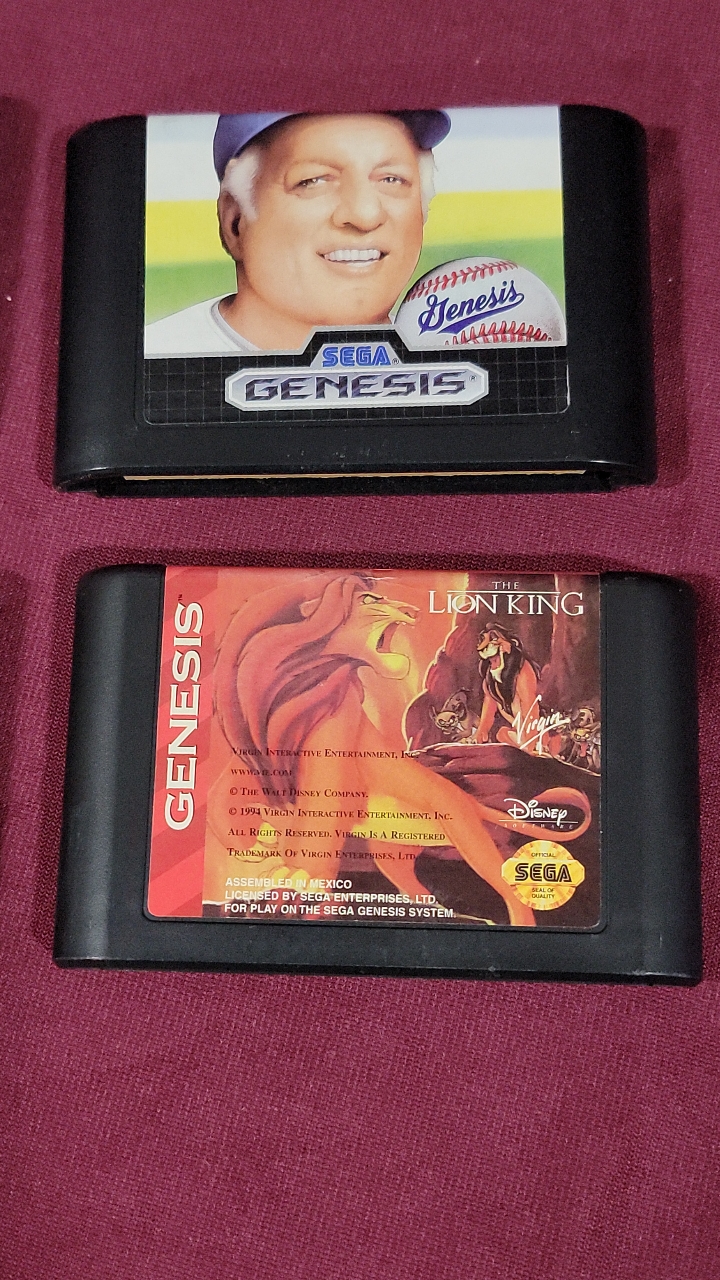 Genesis
SEGA®
GENESIS®
GENESIS™
THE
LION KING
Virgin
VIRGIN INTERACTIVE ENTERTAINMENT, INC.
WWW.VIE.COM
© THE WALT DISNEY COMPANY.
© 1994 VIRGIN INTERACTIVE ENTERTAINMENT, INC.
ALL RIGHTS RESERVED. VIRGIN IS A REGISTERED
TRADEMARK OF VIRGIN ENTERPRISES, LTD.
DISNEY
SOFTWARE
OFFICIAL
SEGA
SEAL OF
QUALITY
ASSEMBLED IN MEXICO
LICENSED BY SEGA ENTERPRISES, LTD.
FOR PLAY ON THE SEGA GENESIS SYSTEM.